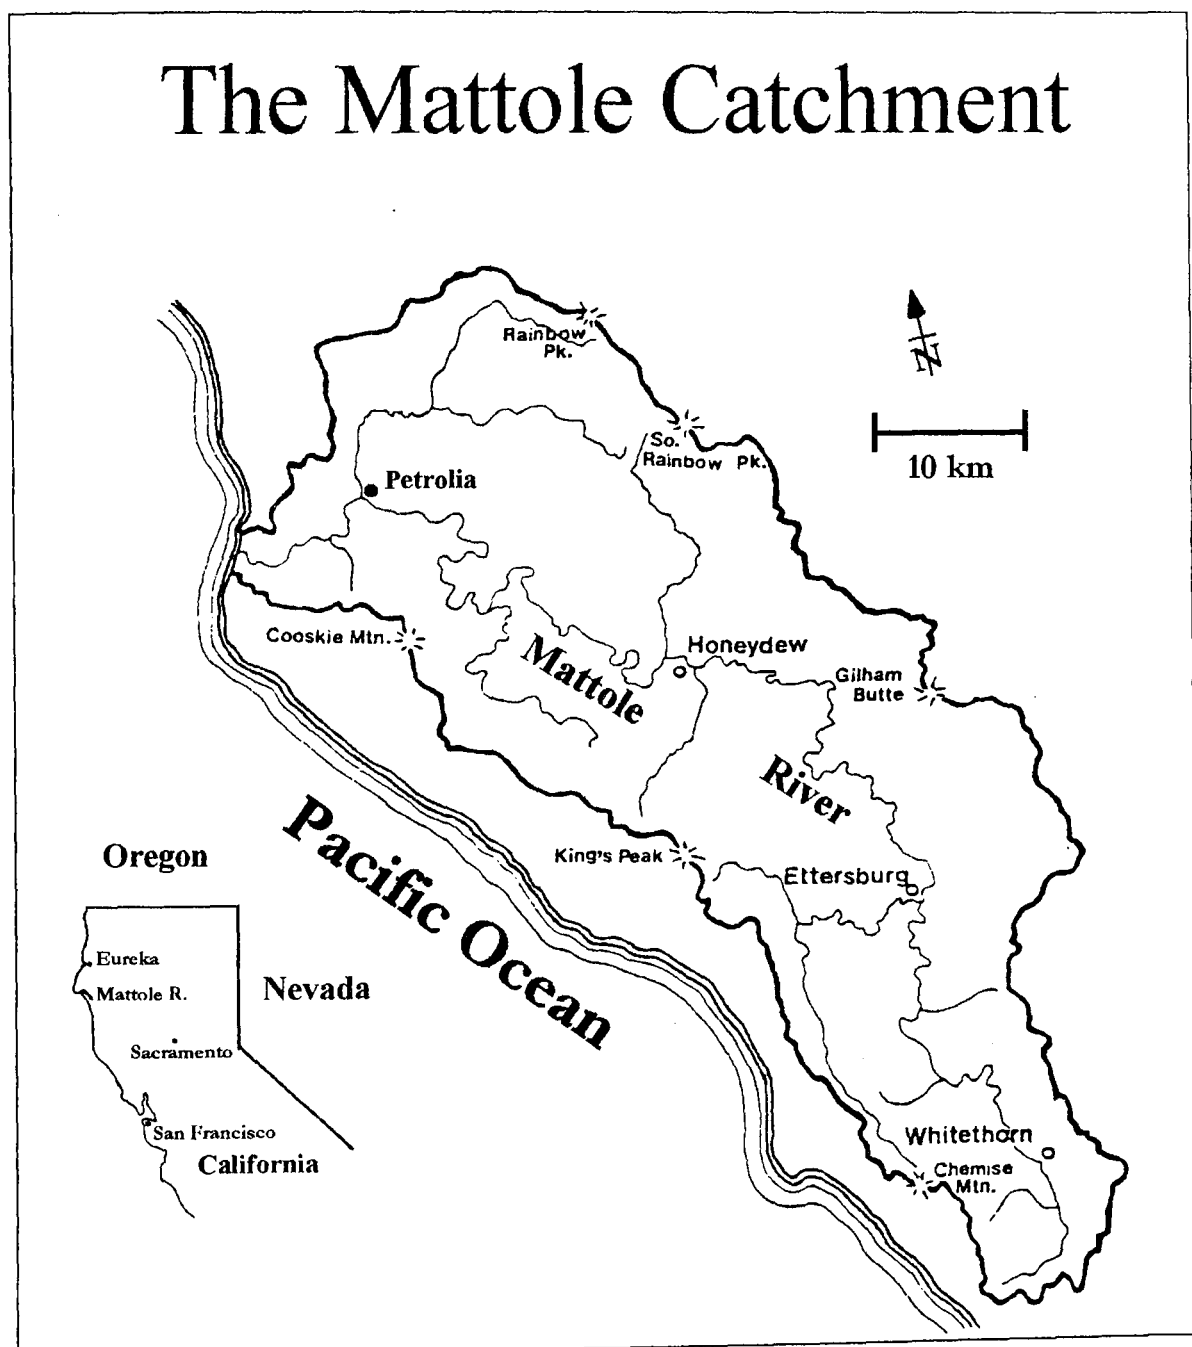 The Mattole Catchment
Rainbow
Pk.
N
So.
Rainbow Pk.
10 km
Petrolia
Cooskie Mtn.
Honeydew
Mattole
Gilham
Butte
River
Pacific Ocean
King's Peak
Ettersburg
Oregon
Eureka
Mattole R.
Nevada
Sacramento
San Francisco
California
Whitethorn
Chemise
Mtn.